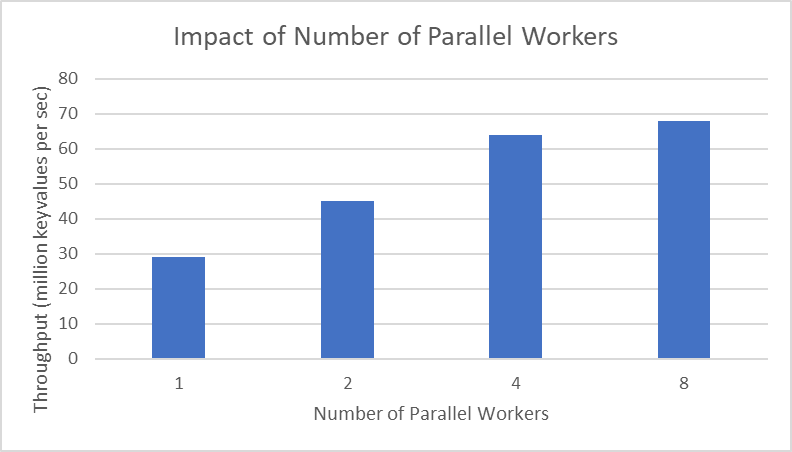 Impact of Number of Parallel Workers
Throughput (million keyvalues per sec)
80
70
60
50
40
30
20
10
0
1 2 4 8
Number of Parallel Workers